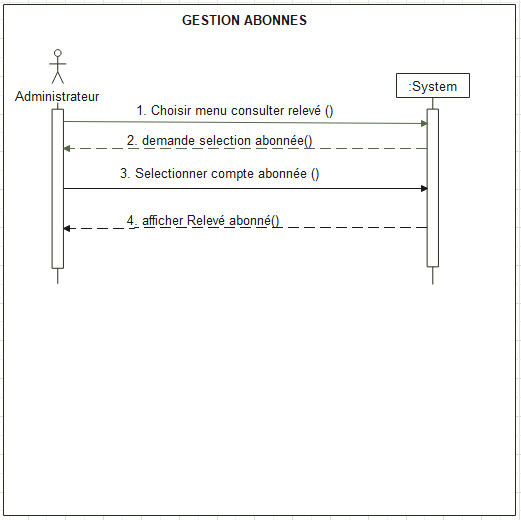 GESTION ABONNES
Administrateur
:System
1. Choisir menu consulter relevé ()
2. demande selection abonnée()
3. Selectionner compte abonnée ()
4. afficher Relevé abonné()